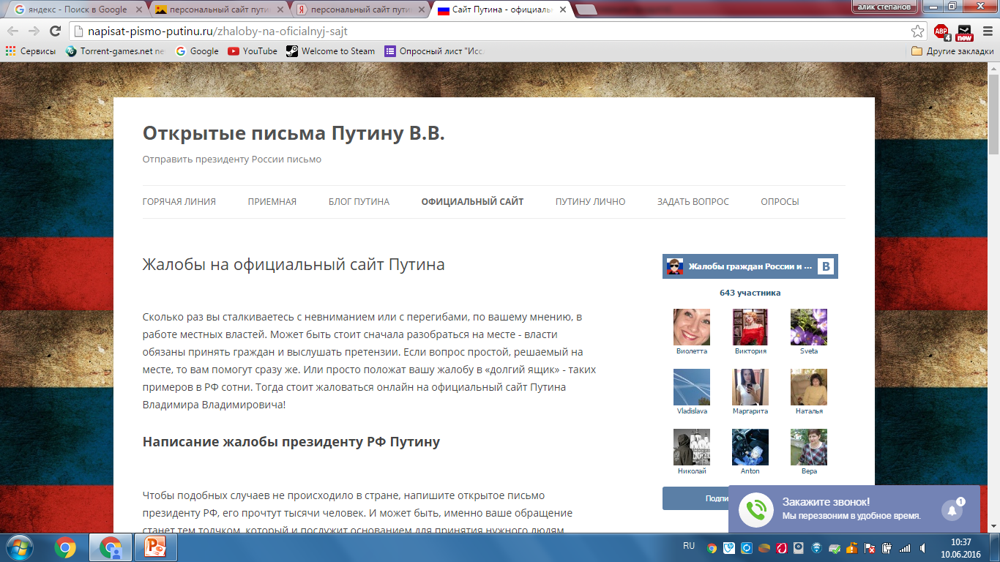 яндекс - Поиск в Google
персональный сайт пути
персональный сайт пути
Сайт Путина - официаль
алик степанов
napisat-pismo-putinu.ru/zhaloby-na-oficialnyj-sajt
ABP
4
new
Сервисы
Torrent-games.net
Google
YouTube
Welcome to Steam
Опросный лист "Исс
Другие закладки
Открытые письма Путину В.В.
Отправить президенту России письмо
ГОРЯЧАЯ ЛИНИЯ
ПРИЕМНАЯ
БЛОГ ПУТИНА
ОФИЦИАЛЬНЫЙ САЙТ
ПУТИНУ ЛИЧНО
ЗАДАТЬ ВОПРОС
ОПРОСЫ
Жалобы на официальный сайт Путина
Сколько раз вы сталкиваетесь с невниманием или с перегибами, по вашему мнению, в
работе местных властей. Может быть стоит сначала разобраться на месте - власти
обязаны принять граждан и выслушать претензии. Если вопрос простой, решаемый на
месте, то вам помогут сразу же. Или просто положат вашу жалобу в «долгий ящик» - таких
примеров в РФ сотни. Тогда стоит жаловаться онлайн на официальный сайт Путина
Владимира Владимировича!
Написание жалобы президенту РФ Путину
Чтобы подобных случаев не происходило в стране, напишите открытое письмо
президенту РФ, его прочтут тысячи человек. И может быть, именно ваше обращение
станет тем толчком, который и послужит основанием для принятия нужного людям
Жалобы граждан России и ...
B
643 участника
Виолетта
Виктория
Sveta
Vladislava
Маргарита
Наталья
Николай
Anton
Вера
Подпи
Закажите звонок!
Мы перезвоним в удобное время.
1
RU
10:37
10.06.2016